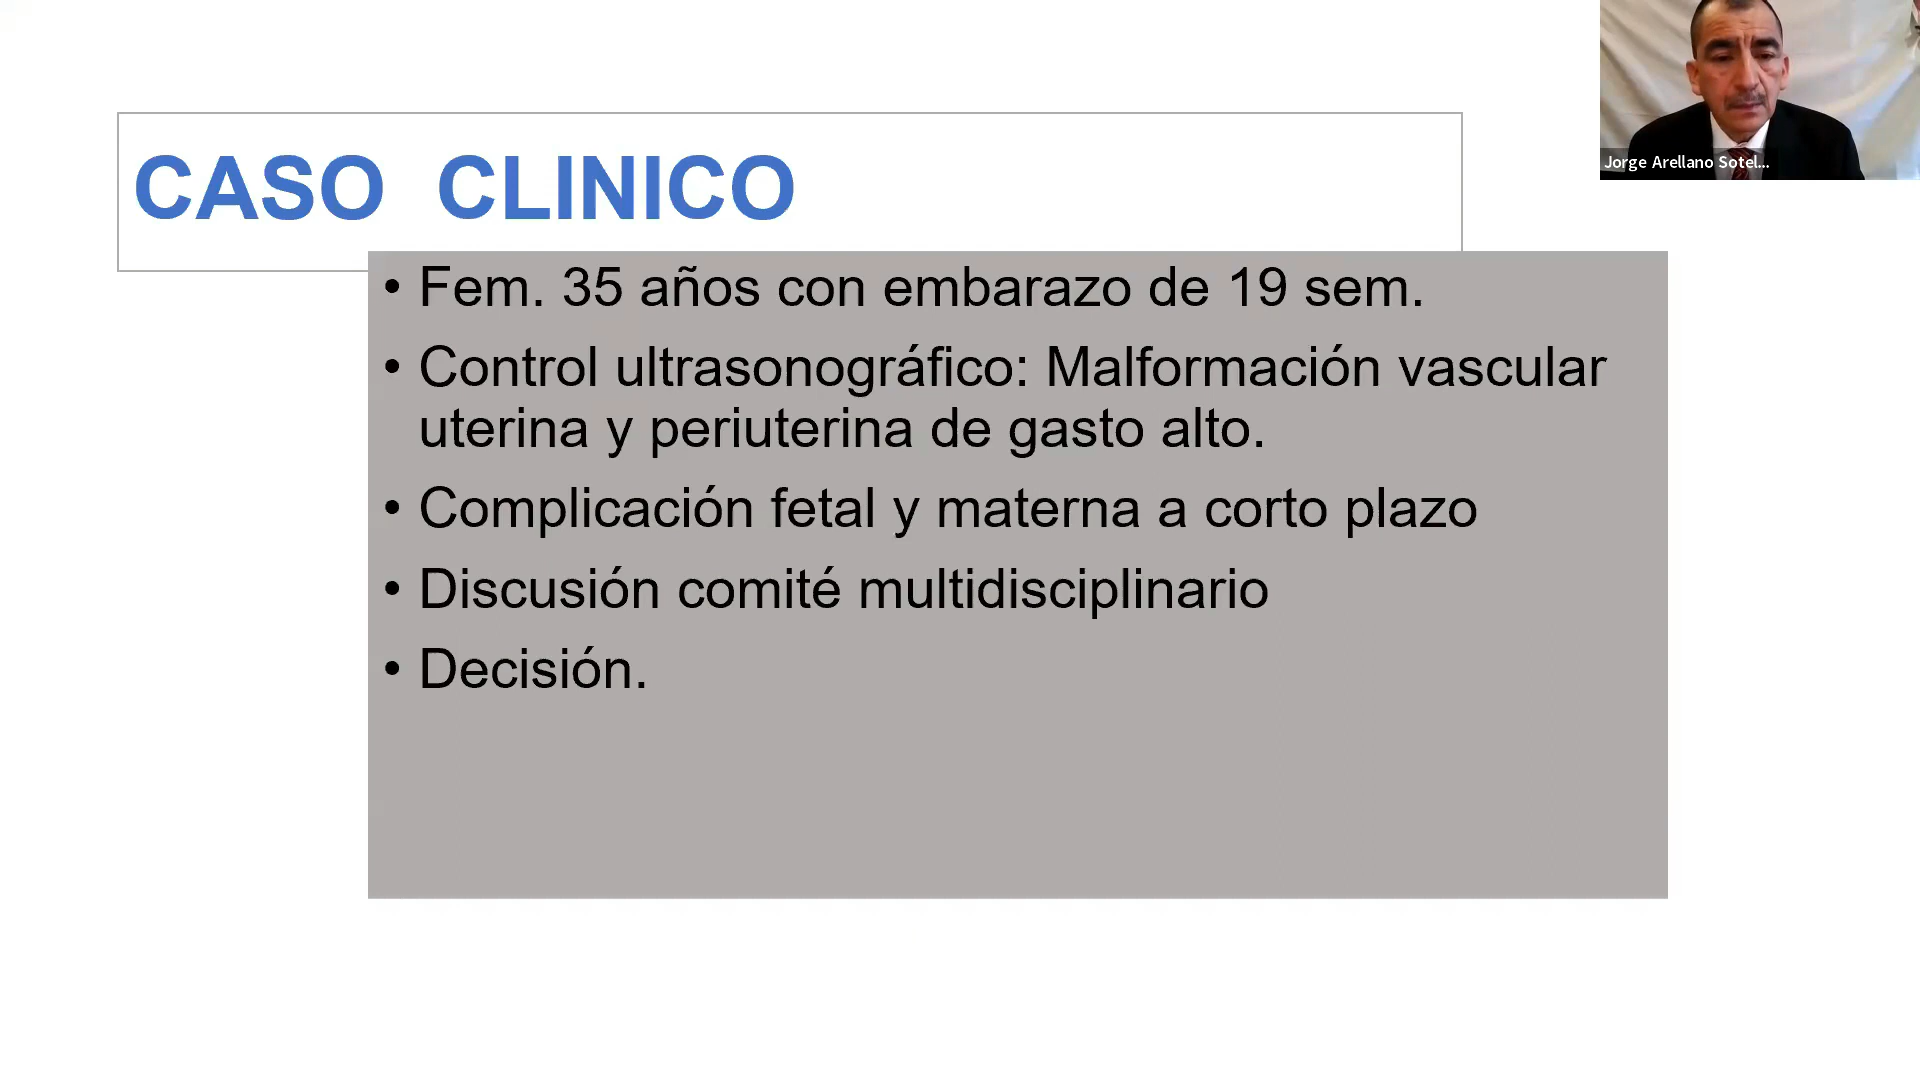 CASO CLINICO
• Fem. 35 años con embarazo de 19 sem.
• Control ultrasonográfico: Malformación vascular
uterina y periuterina de gasto alto.
• Complicación fetal y materna a corto plazo
• Discusión comité multidisciplinario
• Decisión.
Jorge Arellano Sotel...